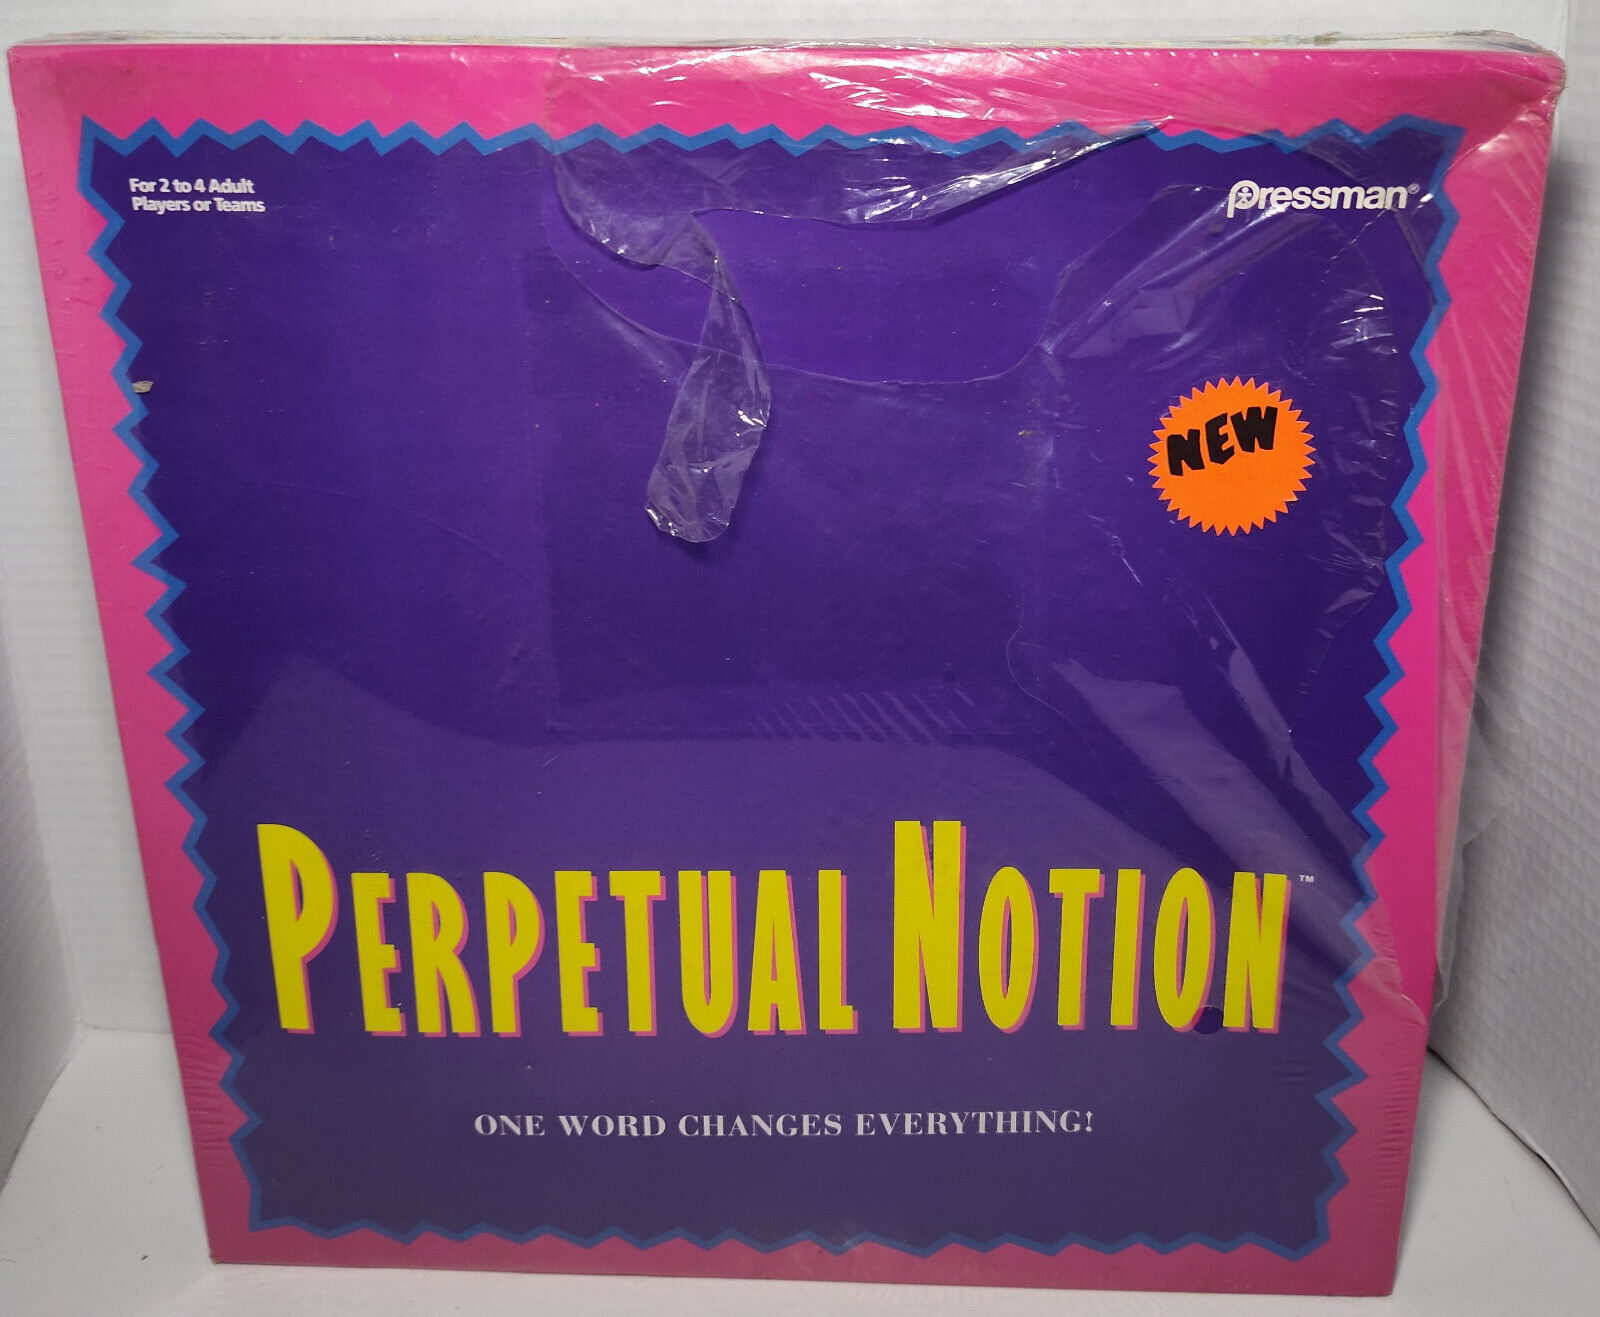 For 2 to 4 Adult
Players or Teams
Pressman®
NEW
PERPETUAL NOTION™
ONE WORD CHANGES EVERYTHING!